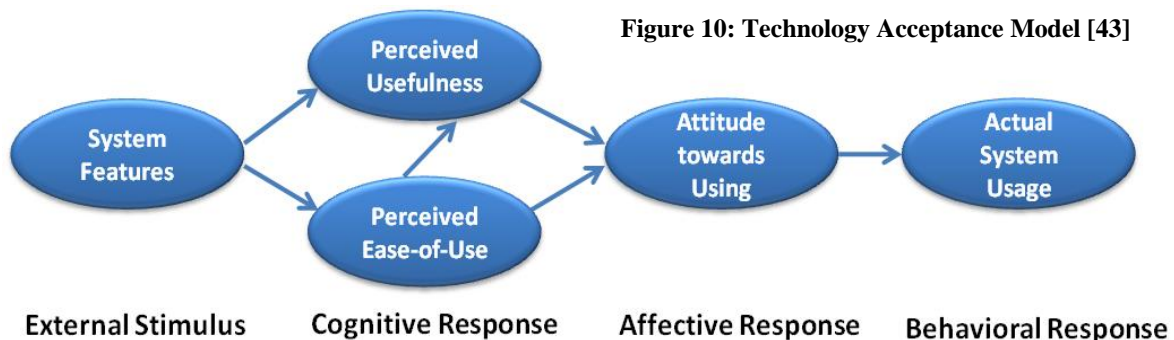 Figure 10: Technology Acceptance Model [43]
Perceived
Usefulness
System
Features
Perceived
Ease-of-Use
Attitude
towards
Using
Actual
System
Usage
External Stimulus
Cognitive Response
Affective Response
Behavioral Response